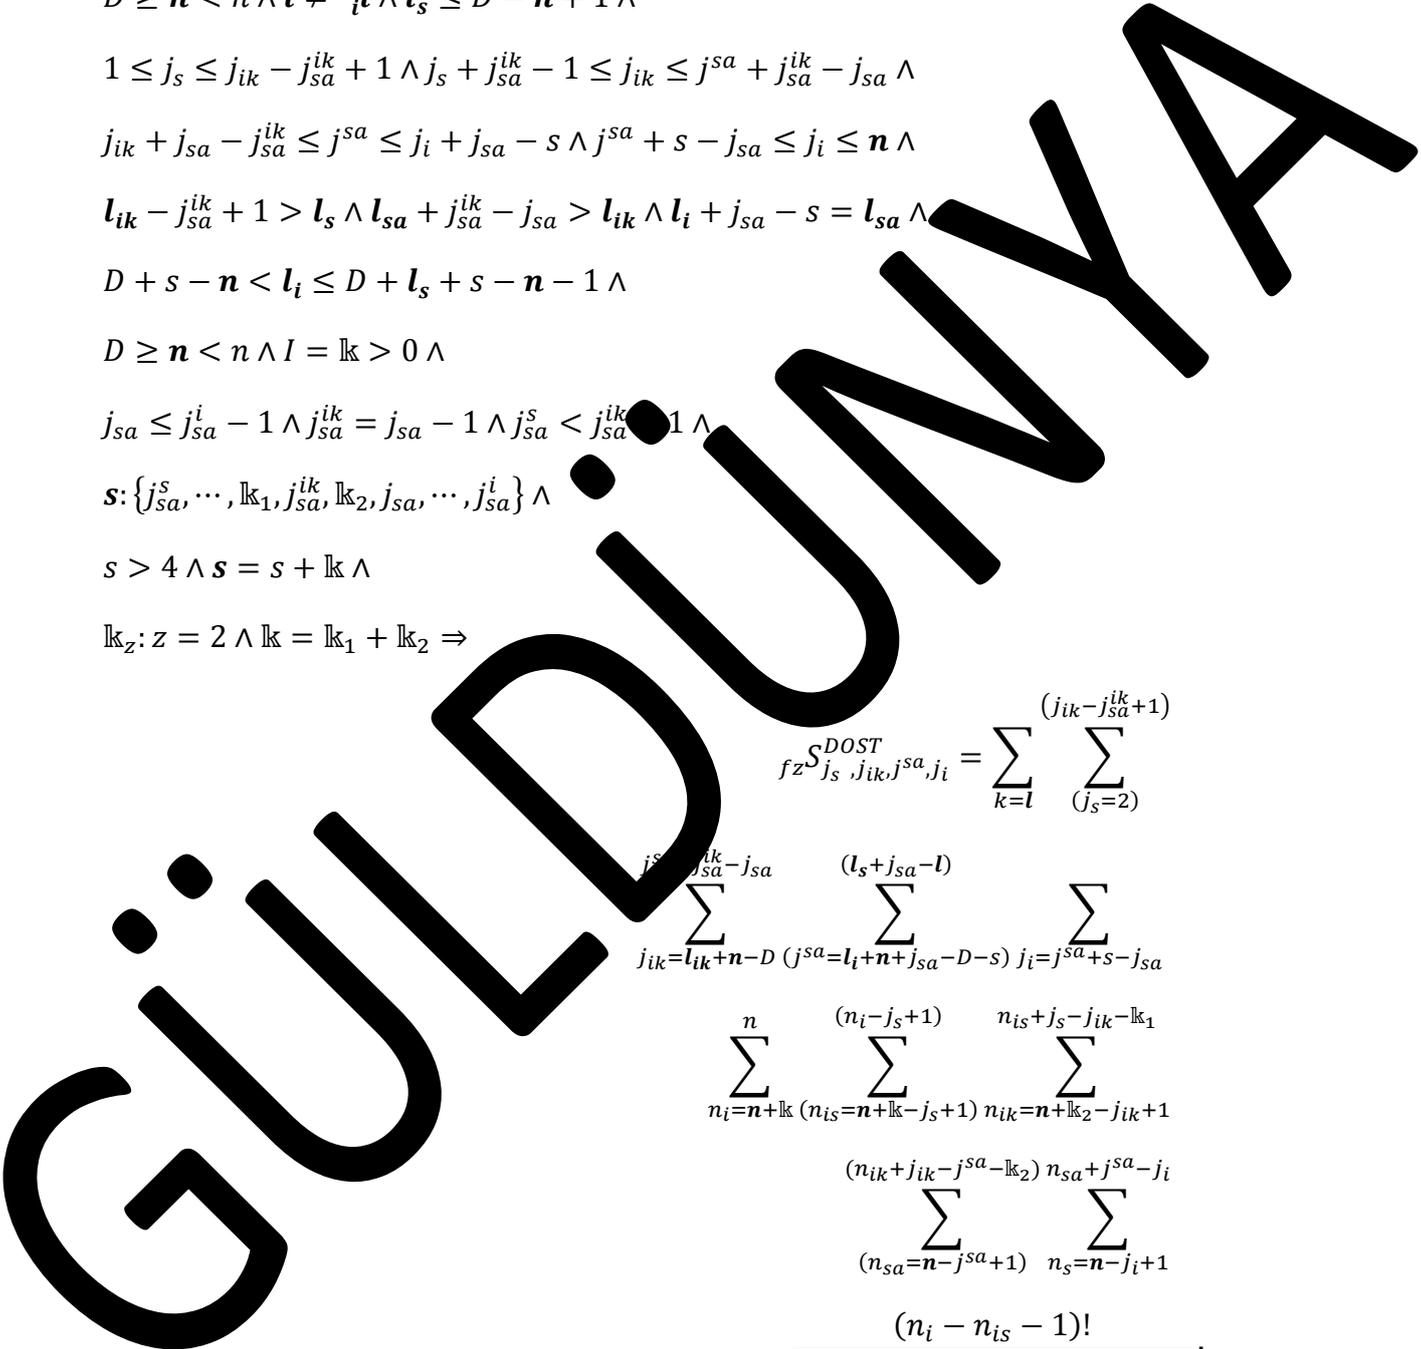 1 ≤ j_s ≤ j_{ik} − j_{sa}^{ik} + 1 ∧ j_s + j_{sa}^{ik} − 1 ≤ j_{ik} ≤ j^{sa} + j_{sa}^{ik} − j_{sa} ∧
j_{ik} + j_{sa} − j_{sa}^{ik} ≤ j^{sa} ≤ j_i + j_{sa} − s ∧ j^{sa} + s − j_{sa} ≤ j_i ≤ n ∧
l_{ik} − j_{sa}^{ik} + 1 > l_s ∧ l_{sa} + j_{sa}^{ik} − j_{sa} > l_{ik} ∧ l_i + j_{sa} − s = l_{sa} ∧
D + s − n < l_i ≤ D + l_s + s − n − 1 ∧
D ≥ n < n ∧ I = 𝕜 > 0 ∧
j_{sa} ≤ j_{sa}^{i} − 1 ∧ j_{sa}^{ik} = j_{sa} − 1 ∧ j_{sa}^{s} < j_{sa}^{ik} 1 ∧
s: {j_{sa}^{s}, ⋯ , 𝕜_1, j_{sa}^{ik}, 𝕜_2, j_{sa}, ⋯ , j_{sa}^{i}} ∧
s > 4 ∧ s = s + 𝕜 ∧
𝕜_z: z = 2 ∧ 𝕜 = 𝕜_1 + 𝕜_2 ⇒
GÜLDÜNYA
_{fz}S_{j_s ,j_{ik},j^{sa},j_i}^{DOST} = ∑_{k=l} ∑_{(j_s=2)}^{(j_{ik}−j_{sa}^{ik}+1)}
∑_{j_{ik}=l_{ik}+n−D}^{j_{sa}^{ik}−j_{sa}} ∑_{(j^{sa}=l_i+n+j_{sa}−D−s)}^{(l_s+j_{sa}−l)} ∑_{j_i=j^{sa}+s−j_{sa}}
∑_{n_i=n+𝕜}^{n} ∑_{(n_{is}=n+𝕜−j_s+1)}^{(n_i−j_s+1)} ∑_{n_{ik}=n+𝕜_2−j_{ik}+1}^{n_{is}+j_s−j_{ik}−𝕜_1}
∑_{(n_{sa}=n−j^{sa}+1)}^{(n_{ik}+j_{ik}−j^{sa}−𝕜_2)} ∑_{n_s=n−j_i+1}^{n_{sa}+j^{sa}−j_i}
(n_i − n_{is} − 1)!